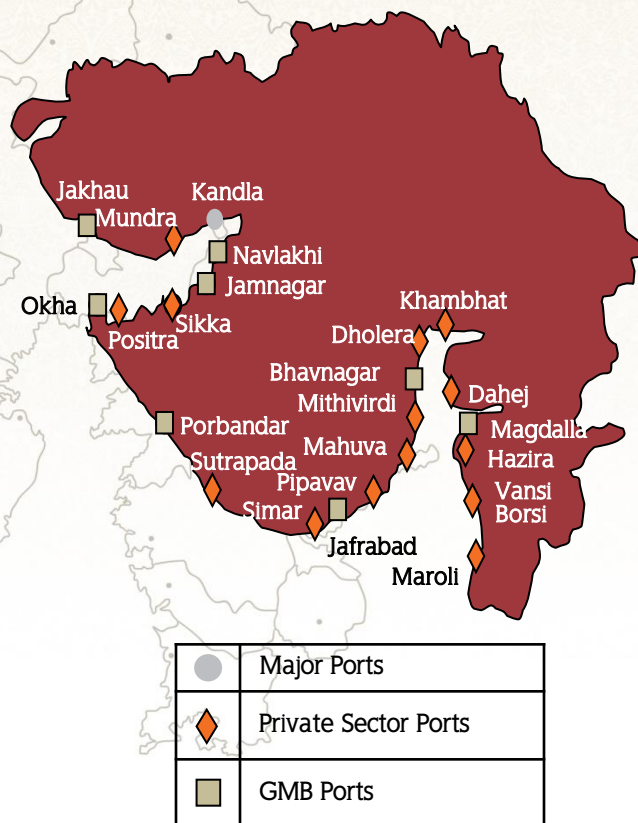 Jakhau
Kandla
Mundra
Navlakhi
Jamnagar
Okha
Khambhat
Sikka
Positra
Dholera
Bhavnagar
Dahej
Mithivirdi
Porbandar
Magdalla
Mahuva
Hazira
Sutrapada
Pipavav
Vansi
Borsi
Simar
Jafrabad
Maroli
Major Ports
Private Sector Ports
GMB Ports